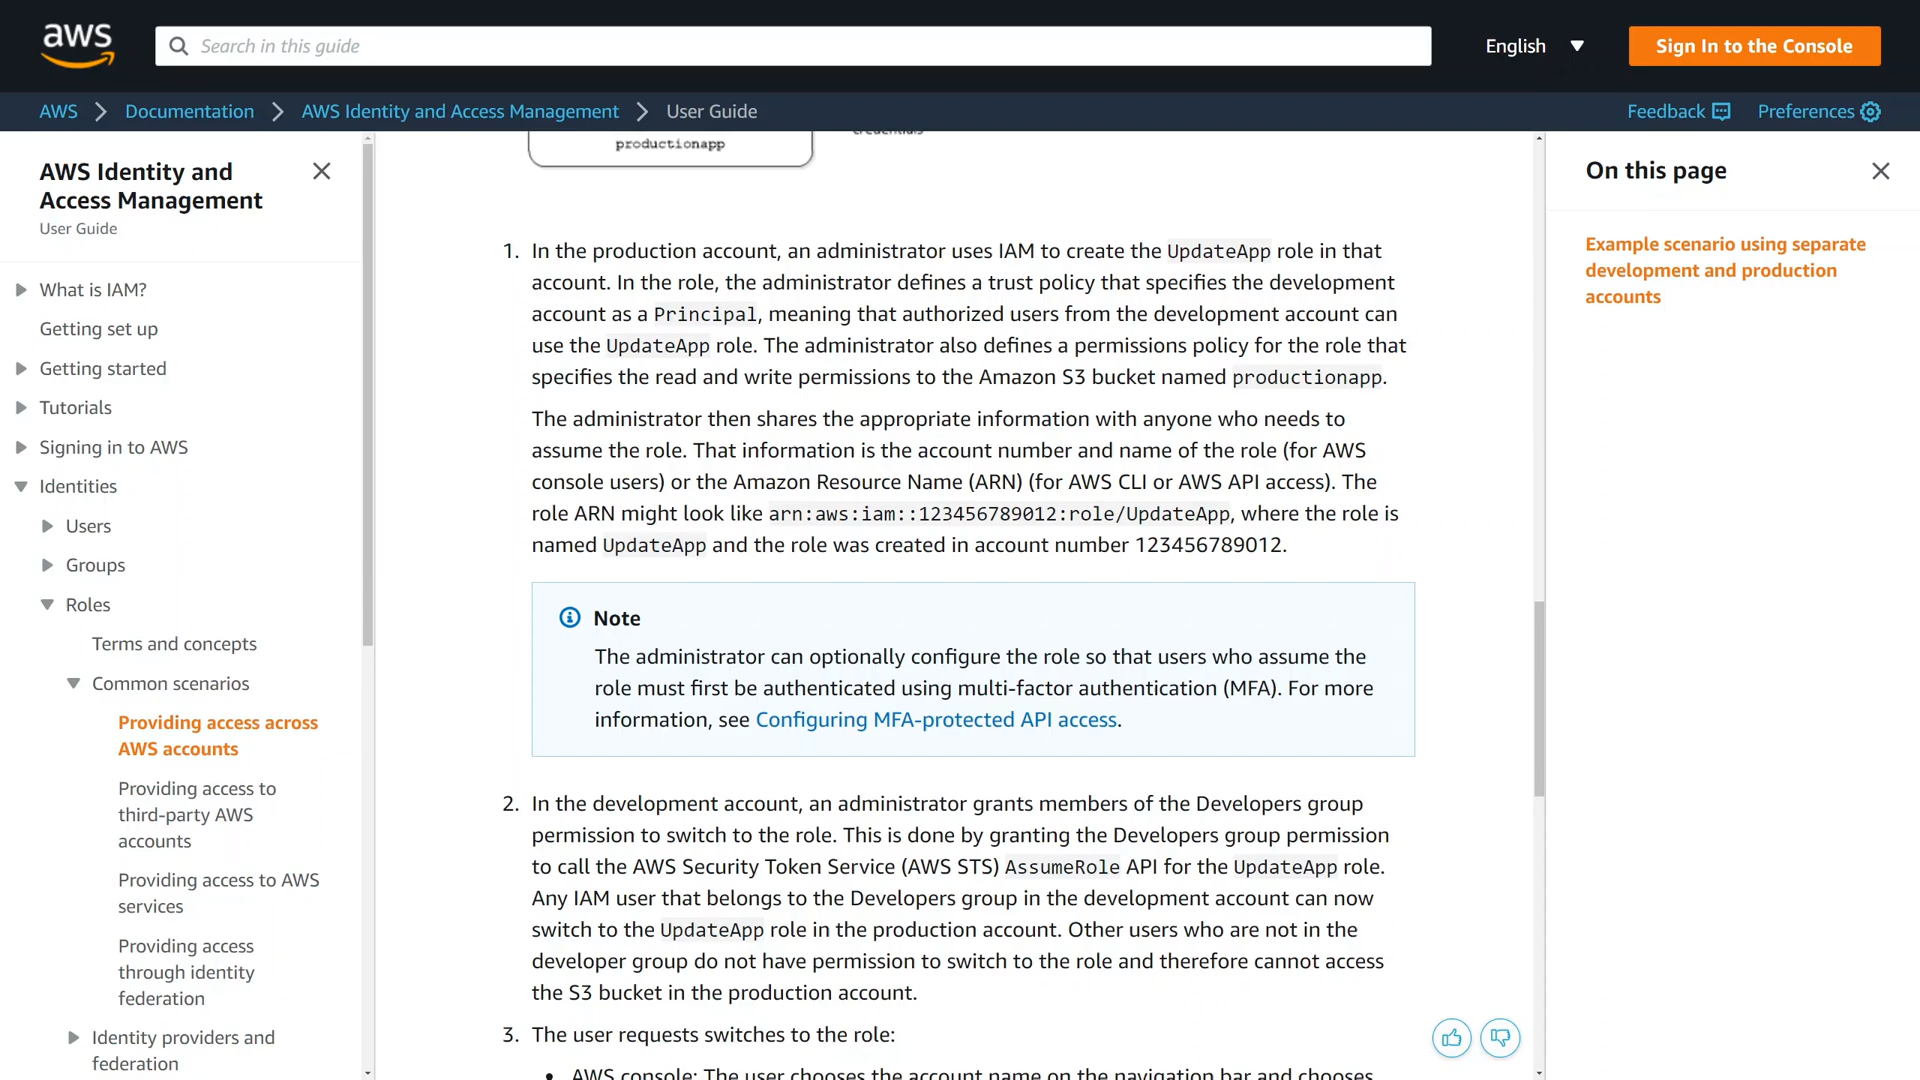 aws
Search in this guide
English
Sign In to the Console
AWS
Documentation
AWS Identity and Access Management
User Guide
Feedback
Preferences
AWS Identity and
Access Management
User Guide
What is IAM?
Getting set up
Getting started
Tutorials
Signing in to AWS
Identities
Users
Groups
Roles
Terms and concepts
Common scenarios
Providing access across
AWS accounts
Providing access to
third-party AWS
accounts
Providing access to AWS
services
Providing access
through identity
federation
Identity providers and
federation
productionapp
credentials
1. In the production account, an administrator uses IAM to create the UpdateApp role in that
account. In the role, the administrator defines a trust policy that specifies the development
account as a Principal, meaning that authorized users from the development account can
use the UpdateApp role. The administrator also defines a permissions policy for the role that
specifies the read and write permissions to the Amazon S3 bucket named productionapp.
The administrator then shares the appropriate information with anyone who needs to
assume the role. That information is the account number and name of the role (for AWS
console users) or the Amazon Resource Name (ARN) (for AWS CLI or AWS API access). The
role ARN might look like arn:aws:iam::123456789012:role/UpdateApp, where the role is
named UpdateApp and the role was created in account number 123456789012.
Note
The administrator can optionally configure the role so that users who assume the
role must first be authenticated using multi-factor authentication (MFA). For more
information, see Configuring MFA-protected API access.
2. In the development account, an administrator grants members of the Developers group
permission to switch to the role. This is done by granting the Developers group permission
to call the AWS Security Token Service (AWS STS) AssumeRole API for the UpdateApp role.
Any IAM user that belongs to the Developers group in the development account can now
switch to the UpdateApp role in the production account. Other users who are not in the
developer group do not have permission to switch to the role and therefore cannot access
the S3 bucket in the production account.
3. The user requests switches to the role:
• AWS console: The user chooses the account name on the navigation bar and chooses
On this page
Example scenario using separate
development and production
accounts